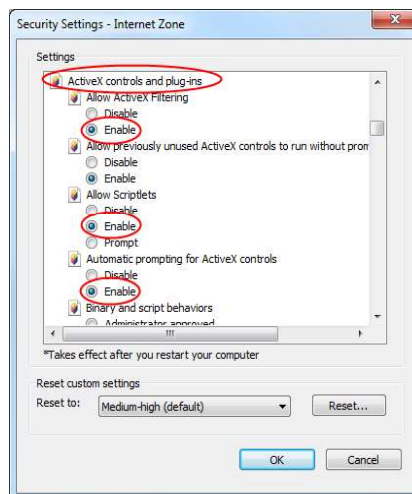 Security Settings - Internet Zone
Settings
ActiveX controls and plug-ins
Allow ActiveX Filtering
Disable
Enable
Allow previously unused ActiveX controls to run without prom
Disable
Enable
Allow Scriptlets
Disable
Enable
Prompt
Automatic prompting for ActiveX controls
Disable
Enable
Binary and script behaviors
Administrator approved
*Takes effect after you restart your computer
Reset custom settings
Reset to: Medium-high (default) Reset...
OK Cancel